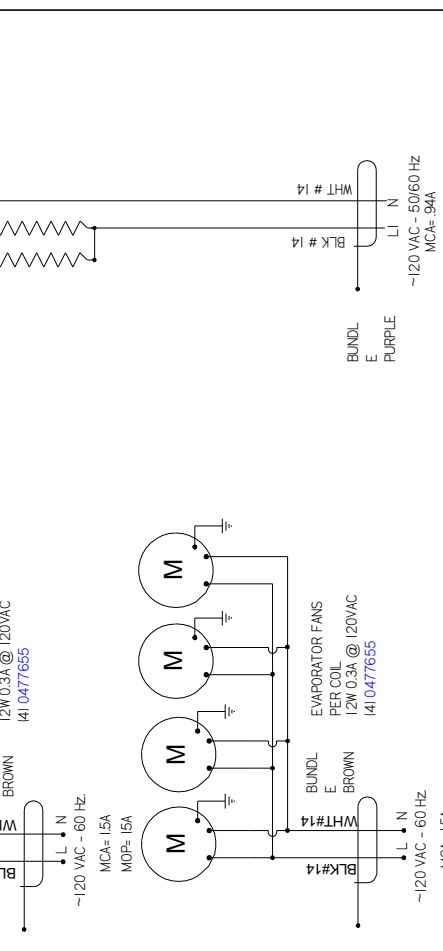 WHT # 14
BLK # 14
L1 N
~120 VAC - 50/60 HZ
MCA= .94A
BUNDL
E
PURPLE
12W 0.3A @ 120VAC
(4) 0477655
BROWN
L N
~120 VAC - 60 HZ.
MCA= 1.5A
MOP= 15A
M
M
M
M
EVAPORATOR FANS
PER COIL
12W 0.3A @ 120VAC
(4) 0477655
BUNDL
E
BROWN
WHT#14
BLK#14
L N
~120 VAC - 60 HZ